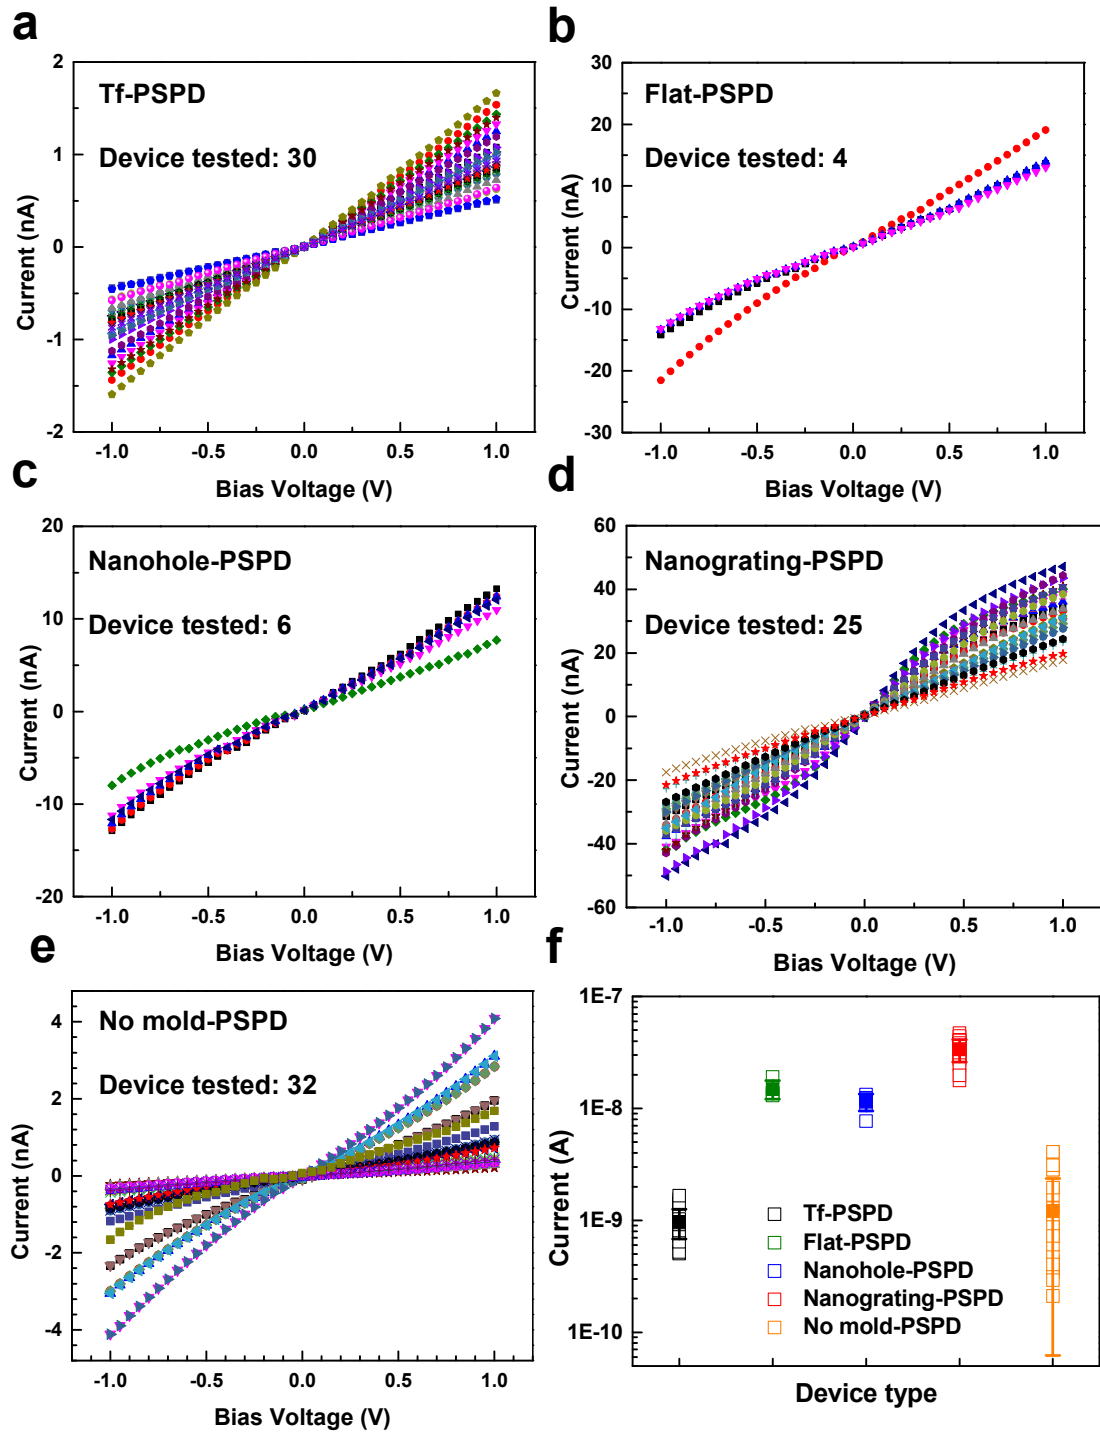 a
Tf-PSPD
Device tested: 30
Current (nA)
2
1
0
-1
-2
-1.0 -0.5 0.0 0.5 1.0
Bias Voltage (V)
b
Flat-PSPD
Device tested: 4
Current (nA)
30
20
10
0
-10
-20
-30
-1.0 -0.5 0.0 0.5 1.0
Bias Voltage (V)
c
Nanohole-PSPD
Device tested: 6
Current (nA)
20
10
0
-10
-20
-1.0 -0.5 0.0 0.5 1.0
Bias Voltage (V)
d
Nanograting-PSPD
Device tested: 25
Current (nA)
60
40
20
0
-20
-40
-60
-1.0 -0.5 0.0 0.5 1.0
Bias Voltage (V)
e
No mold-PSPD
Device tested: 32
Current (nA)
4
2
0
-2
-4
-1.0 -0.5 0.0 0.5 1.0
Bias Voltage (V)
f
Current (A)
1E-7
1E-8
1E-9
1E-10
Tf-PSPD
Flat-PSPD
Nanohole-PSPD
Nanograting-PSPD
No mold-PSPD
Device type